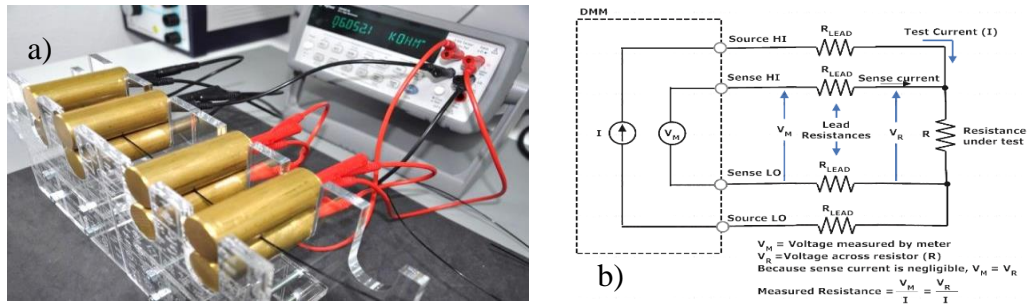 a)
060521 KOHM
b)
DMM
Source HI
RLEAD
Test Current (I)
Sense HI
RLEAD
Sense current
I
VM
VM
Lead
Resistances
VR
R
Resistance
under test
Sense LO
RLEAD
Source LO
RLEAD
VM = Voltage measured by meter
VR =Voltage across resistor (R)
Because sense current is negligible, VM = VR
Measured Resistance= VM/I = VR/I